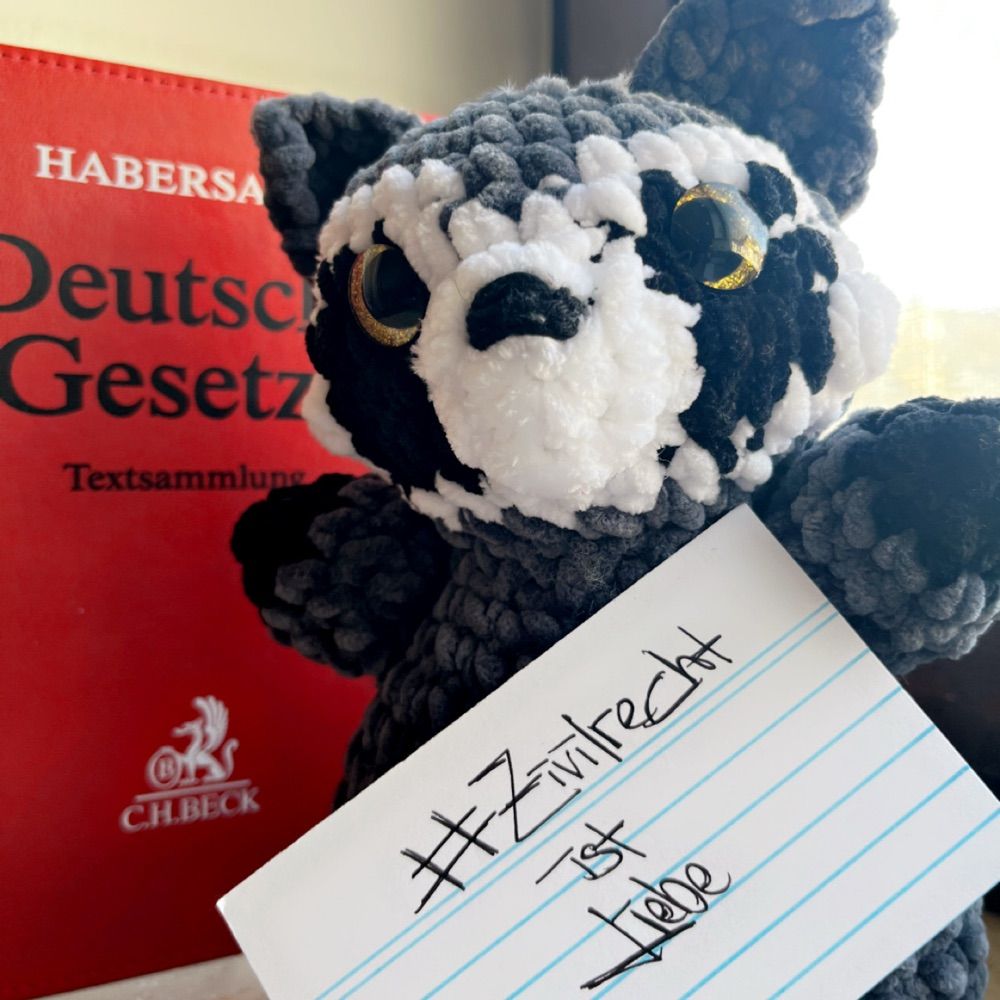 HABERSA
Deutsch
Gesetz
Textsammlung
B
C.H.BECK
#Zivilrecht
ist
Liebe